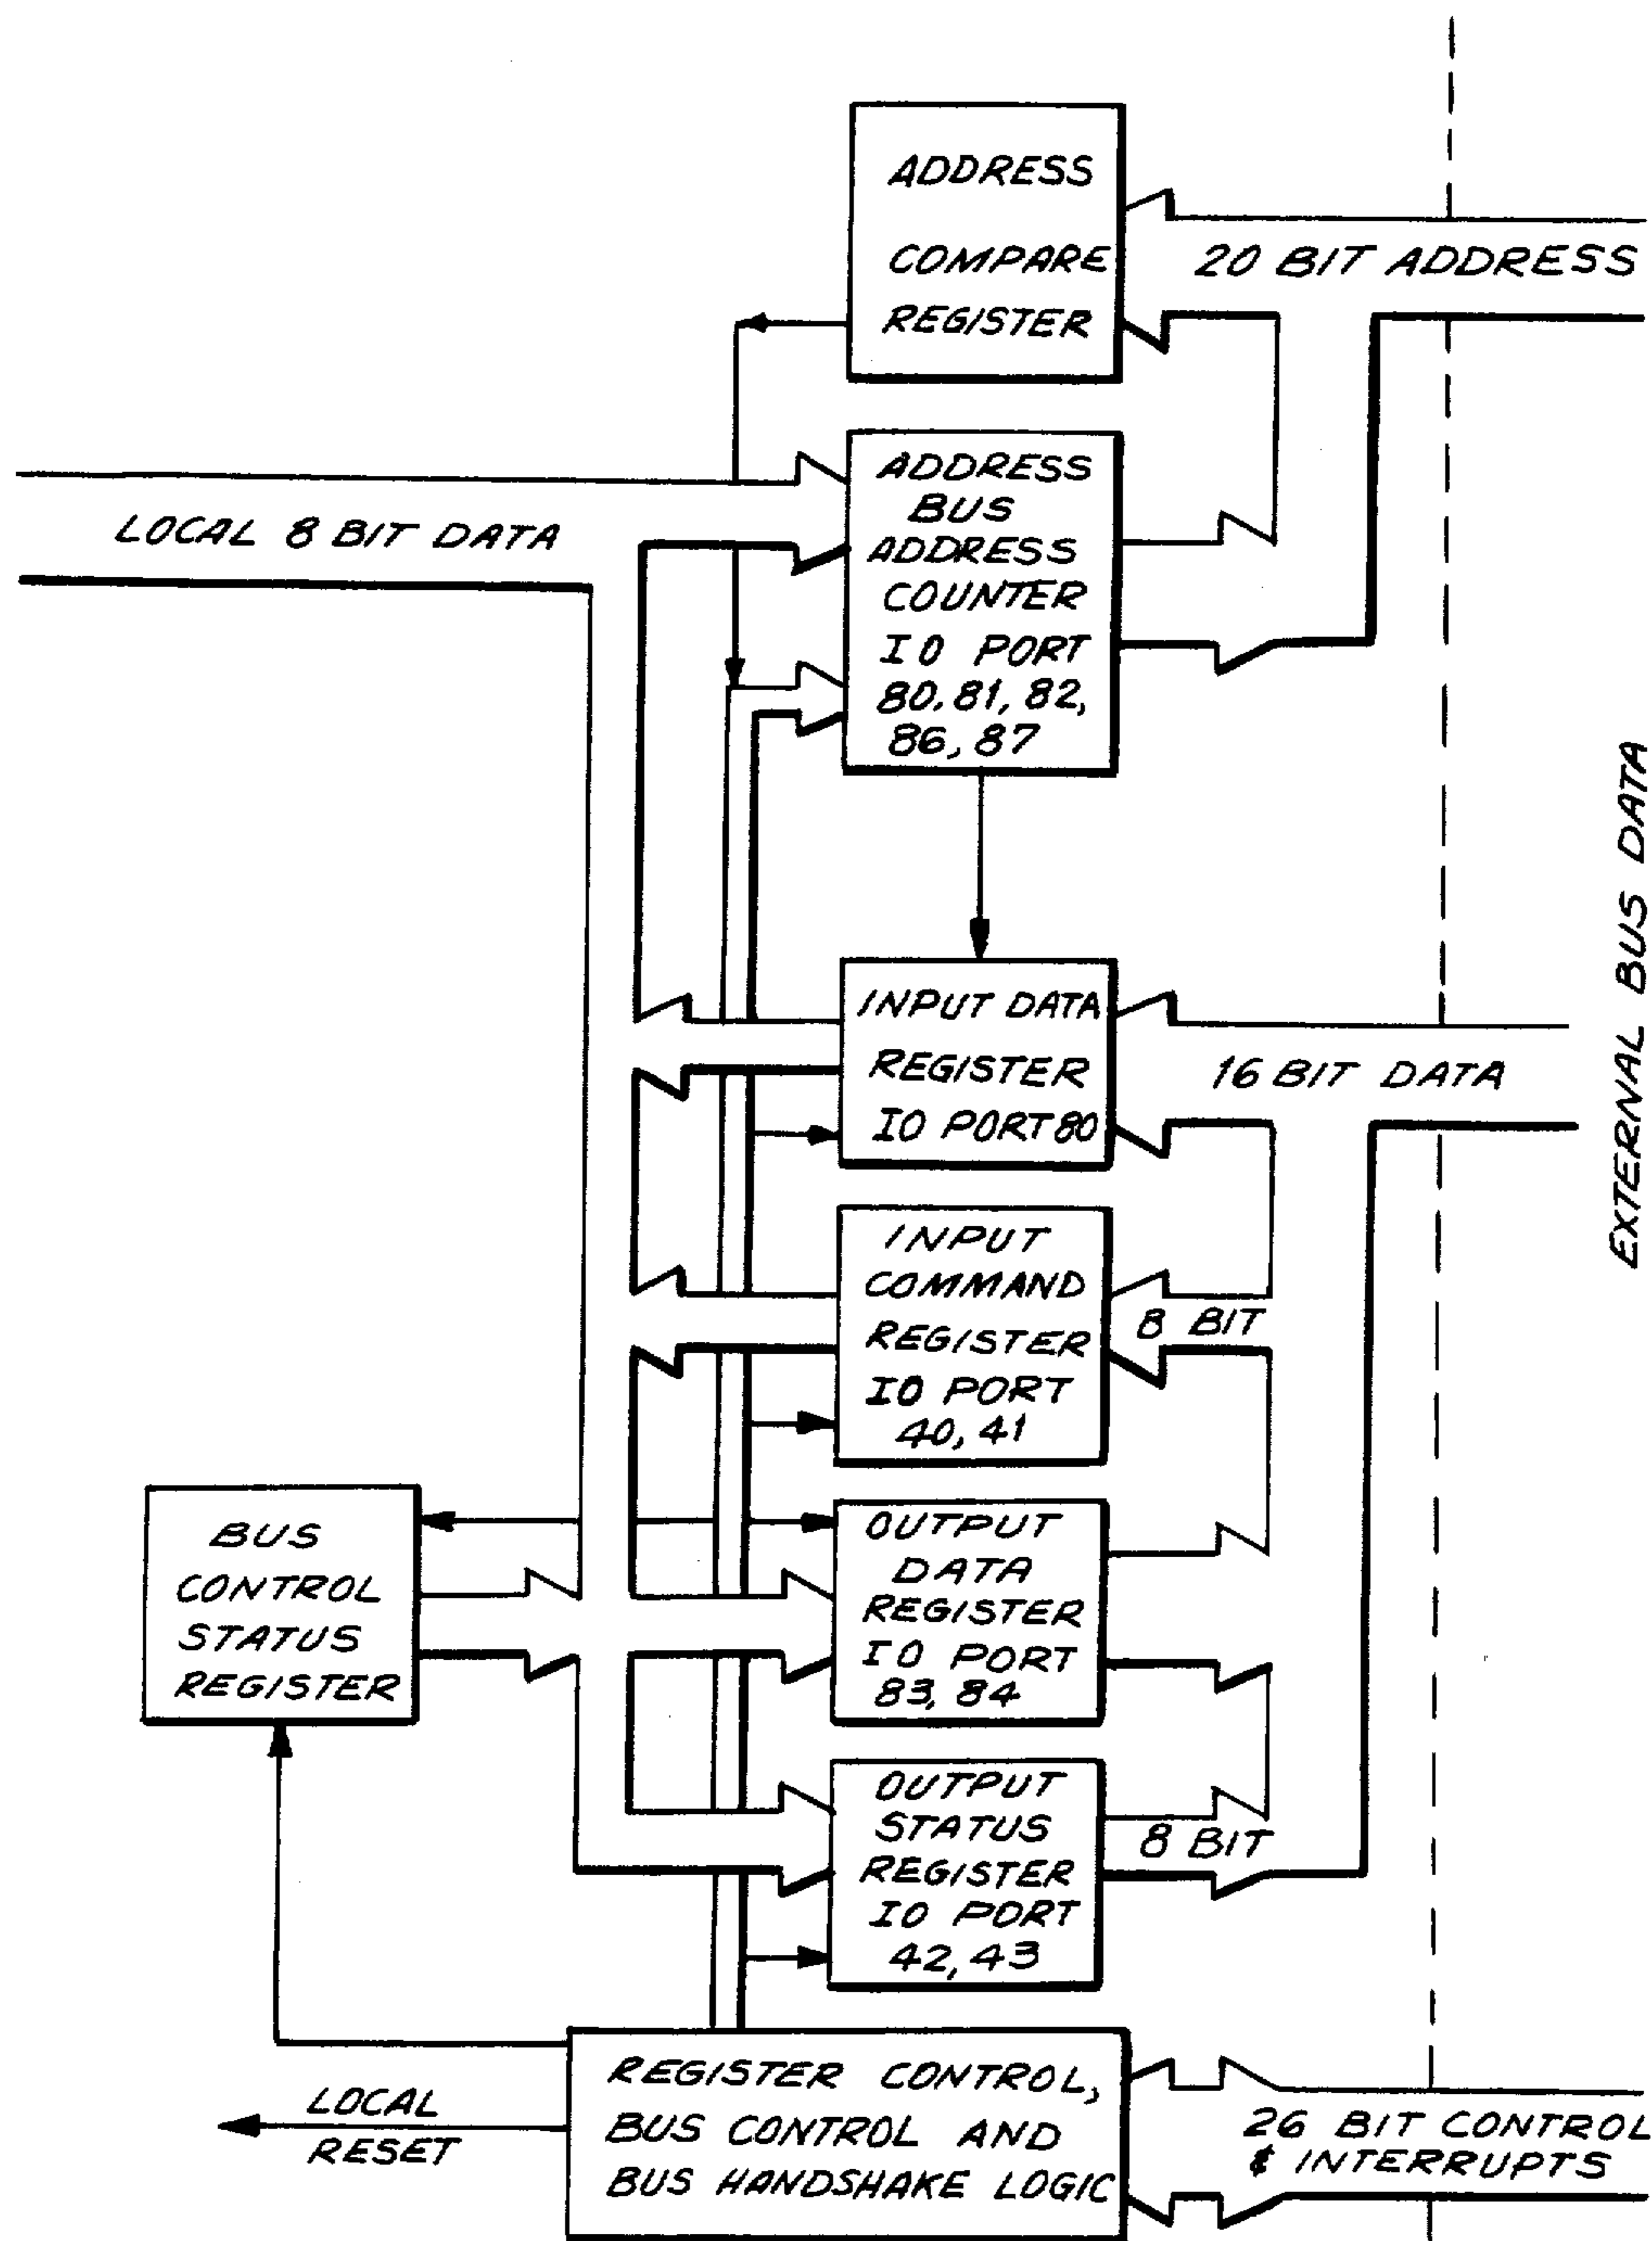 ADDRESS
COMPARE
REGISTER
20 BIT ADDRESS
LOCAL 8 BIT DATA
ADDRESS
BUS
ADDRESS
COUNTER
IO PORT
80, 81, 82,
86, 87
EXTERNAL BUS DATA
INPUT DATA
REGISTER
IO PORT 80
16 BIT DATA
INPUT
COMMAND
REGISTER
IO PORT
40, 41
8 BIT
BUS
CONTROL
STATUS
REGISTER
OUTPUT
DATA
REGISTER
IO PORT
83, 84
OUTPUT
STATUS
REGISTER
IO PORT
42, 43
8 BIT
REGISTER CONTROL,
BUS CONTROL AND
BUS HANDSHAKE LOGIC
LOCAL
RESET
26 BIT CONTROL
& INTERRUPTS